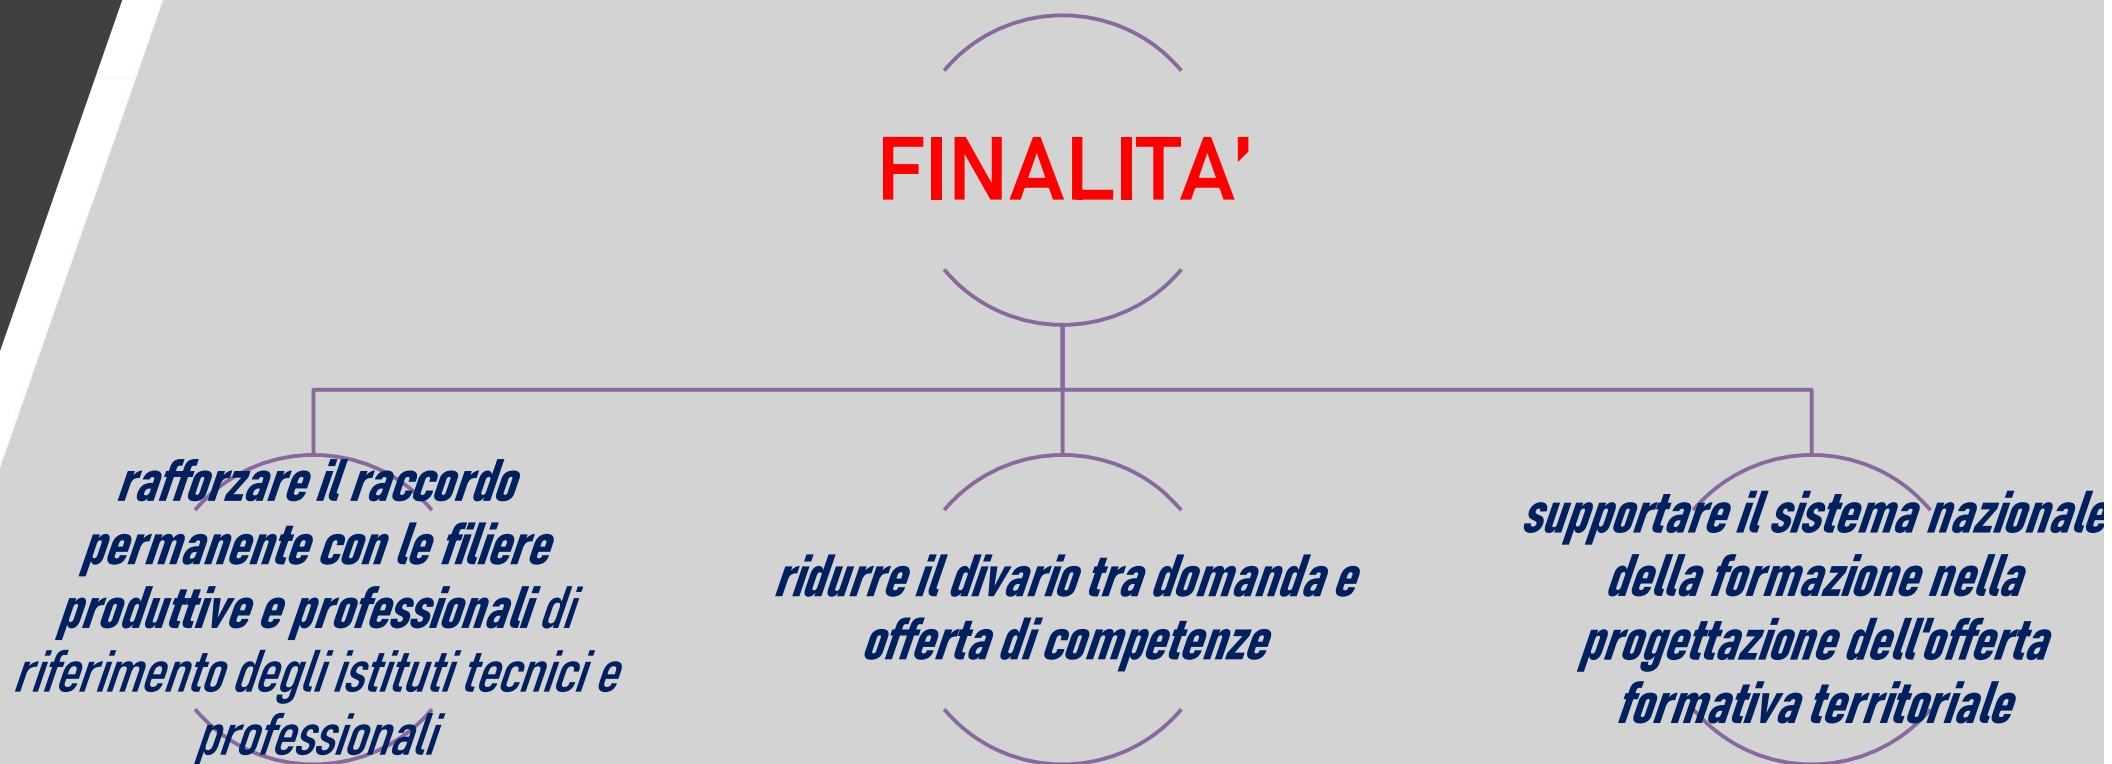 FINALITA’
rafforzare il raccordo
permanente con le filiere
produttive e professionali di
riferimento degli istituti tecnici e
professionali
ridurre il divario tra domanda e
offerta di competenze
supportare il sistema nazionale
della formazione nella
progettazione dell'offerta
formativa territoriale